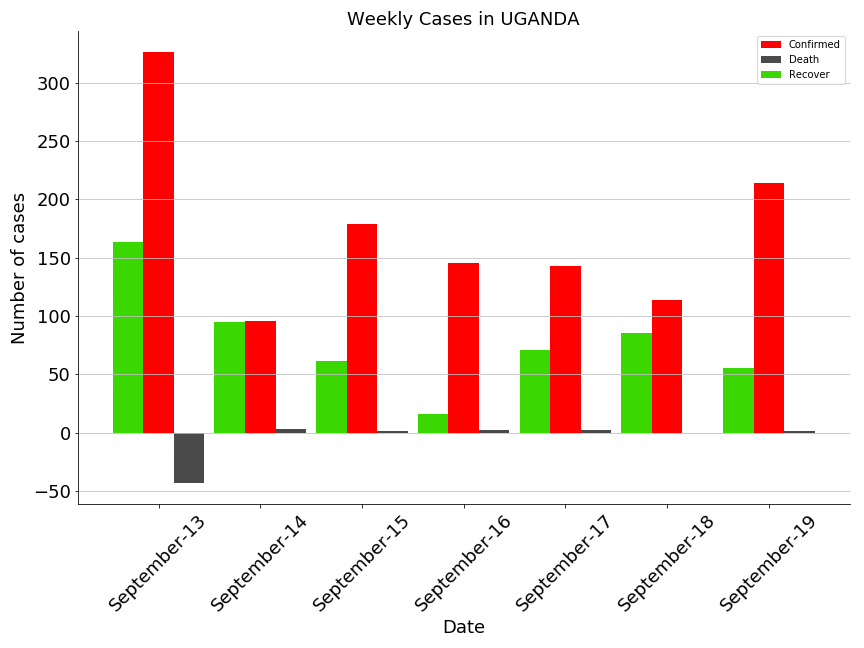 Weekly Cases in UGANDA
Confirmed
Death
Recover
Number of cases
300
250
200
150
100
50
0
−50
September-13
September-14
September-15
September-16
September-17
September-18
September-19
Date